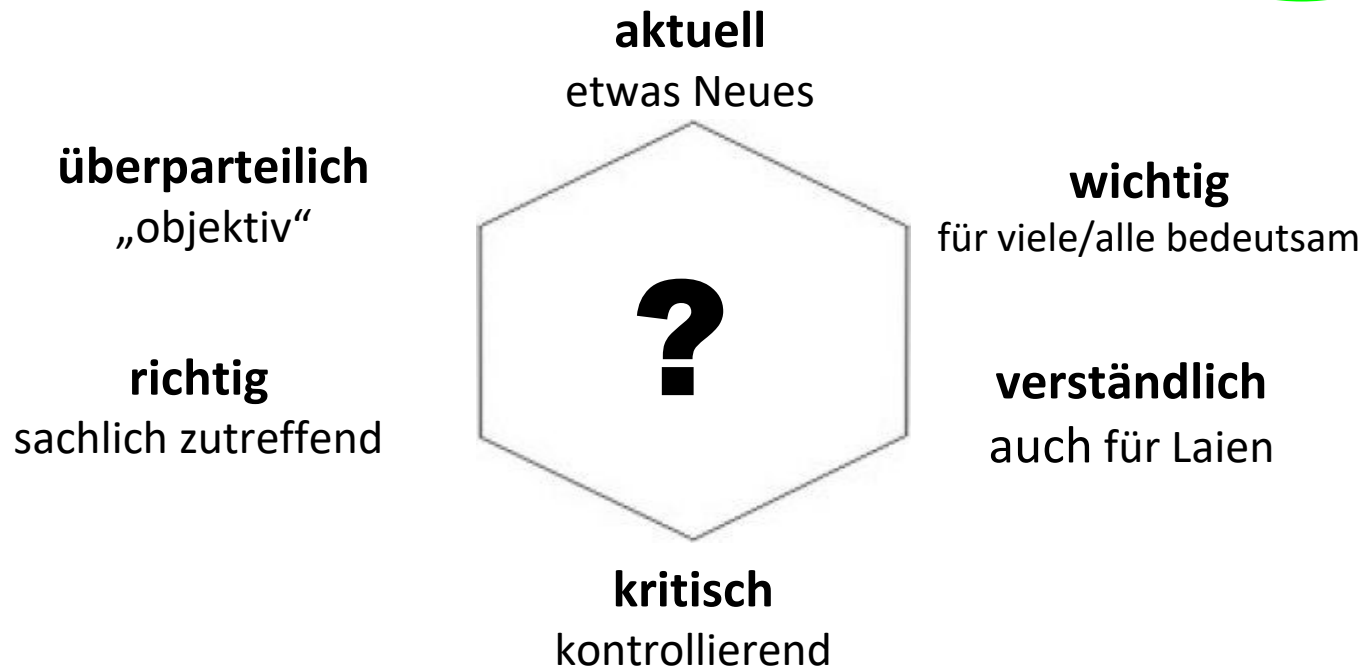 aktuell
etwas Neues
überparteilich
„objektiv“
wichtig
für viele/alle bedeutsam
?
richtig
sachlich zutreffend
verständlich
auch für Laien
kritisch
kontrollierend